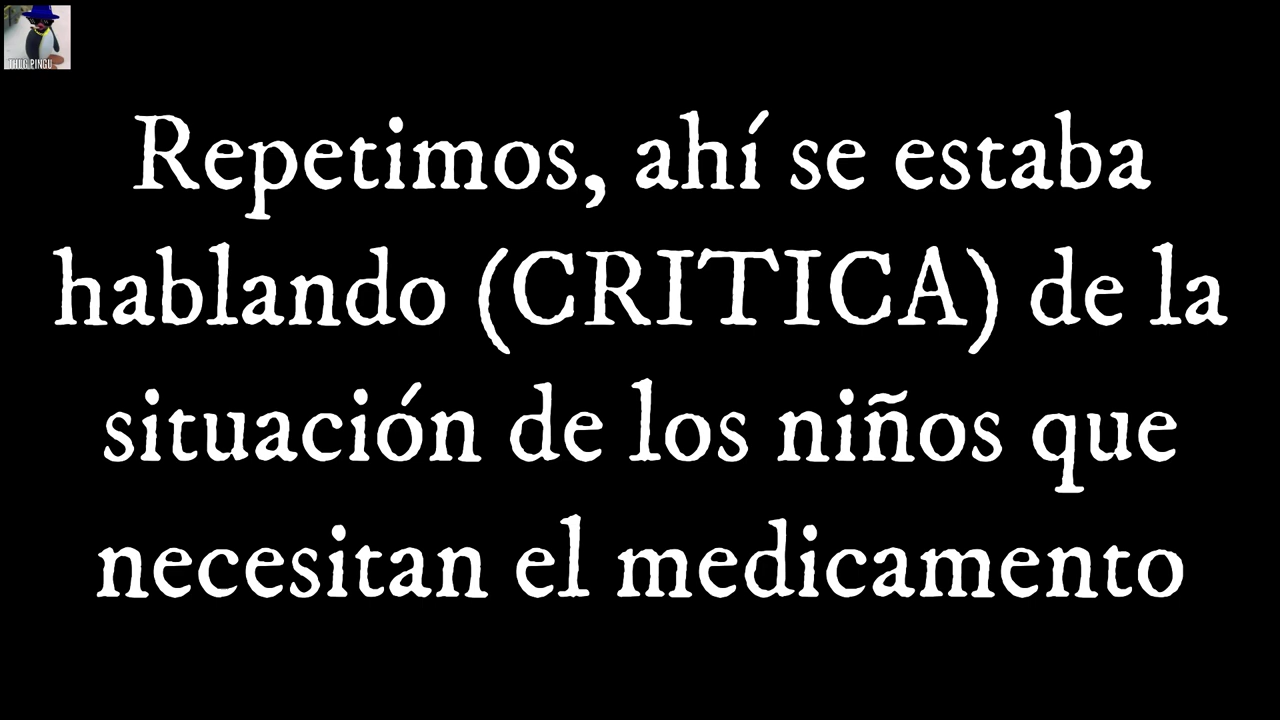 THUG PINGU
Repetimos, ahí se estaba
hablando (CRITICA) de la
situación de los niños que
necesitan el medicamento